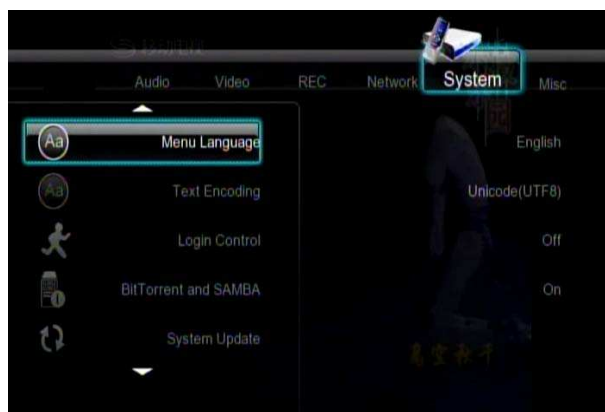 Audio Video REC Network System Misc
Aa Menu Language English
Aa Text Encoding Unicode(UTF8)
Login Control Off
BitTorrent and SAMBA On
System Update